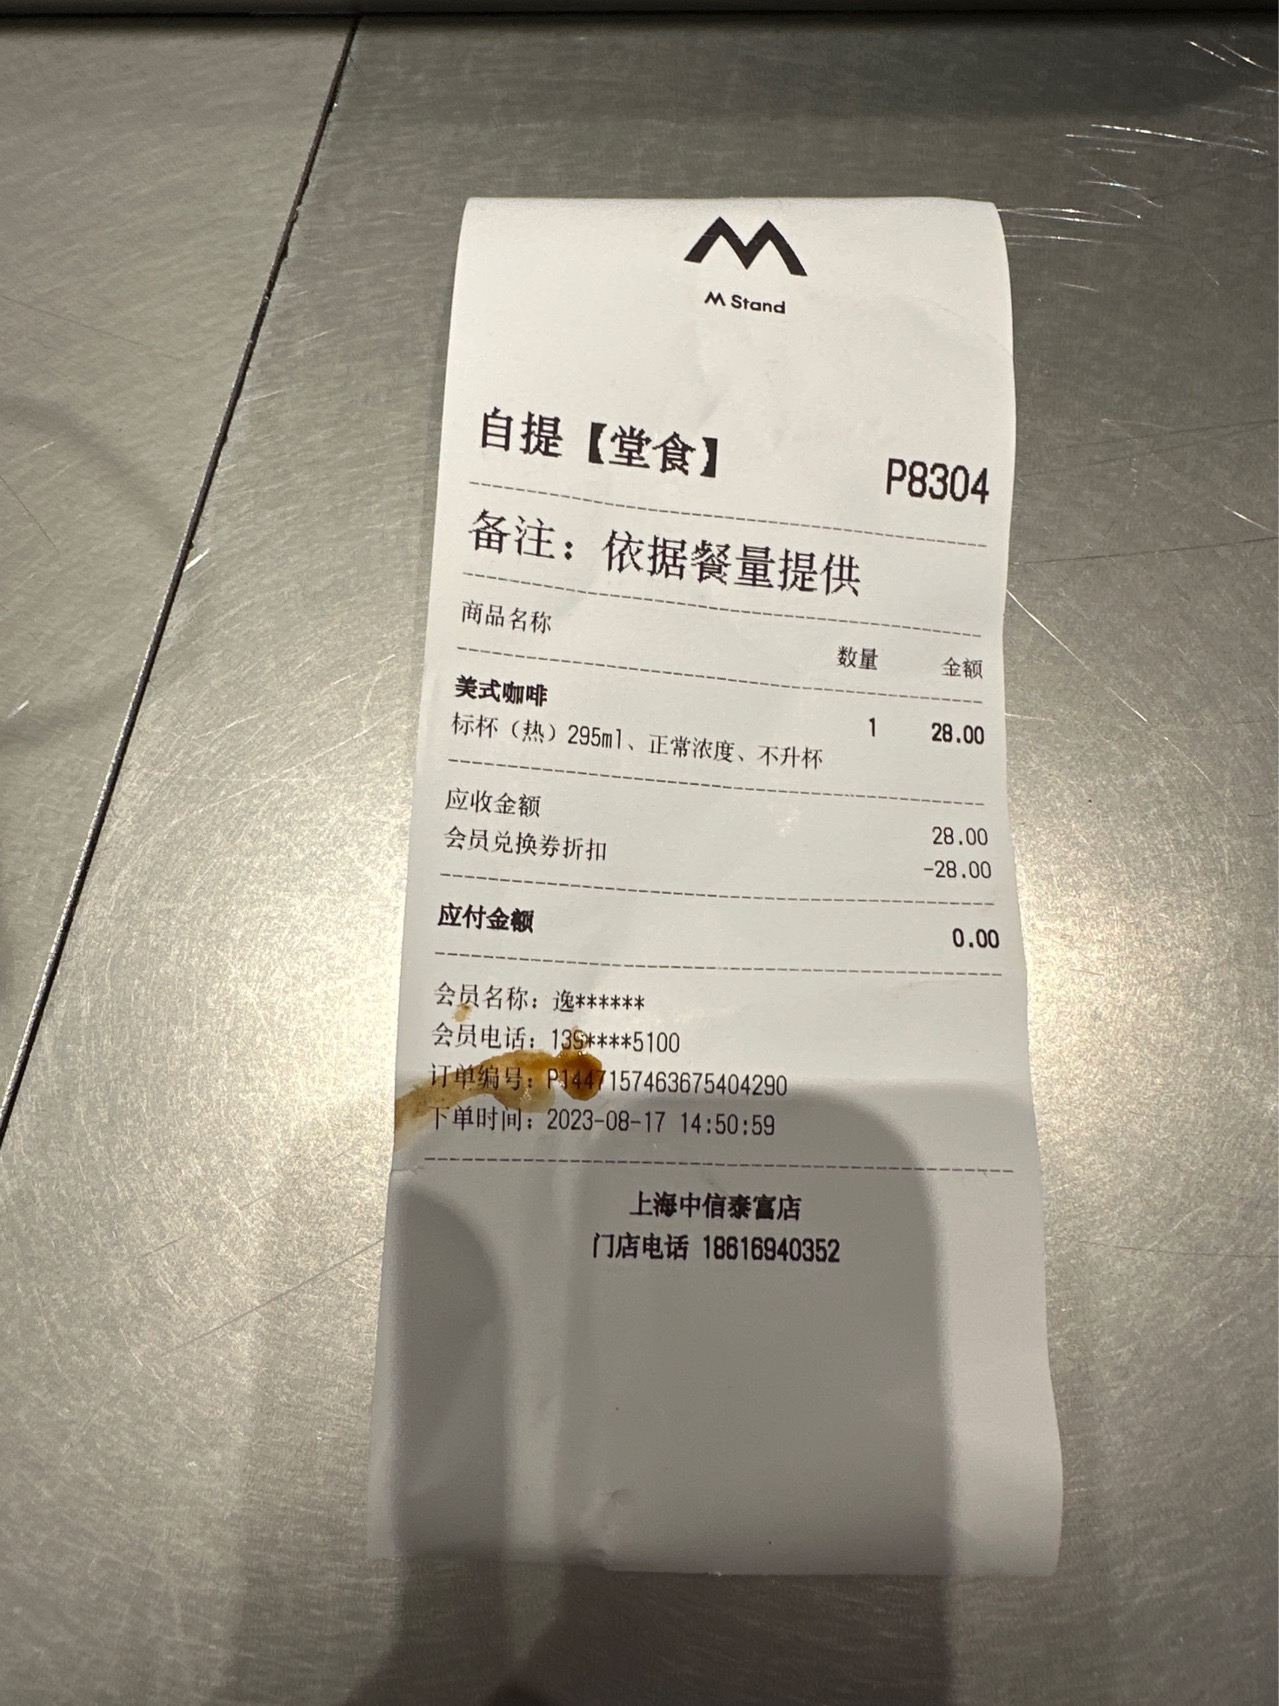 M Stand
自提【堂食】 P8304
备注：依据餐量提供
商品名称 数量 金额
美式咖啡 1 28.00
标杯（热）295ml、正常浓度、不升杯
应收金额 28.00
会员兑换券折扣 -28.00
应付金额 0.00
会员名称：逸******
会员电话：139****5100
订单编号：P1447157463675404290
下单时间：2023-08-17 14:50:59
上海中信泰富店
门店电话 18616940352